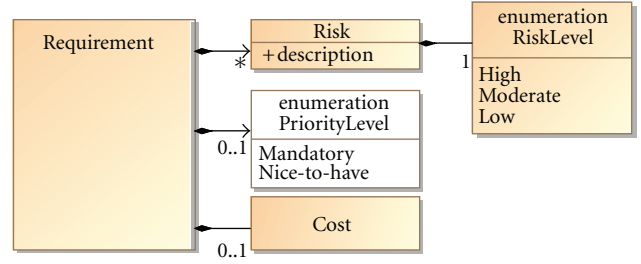 Requirement
Risk
+description
*
enumeration
RiskLevel
1
High
Moderate
Low
enumeration
PriorityLevel
0..1
Mandatory
Nice-to-have
Cost
0..1